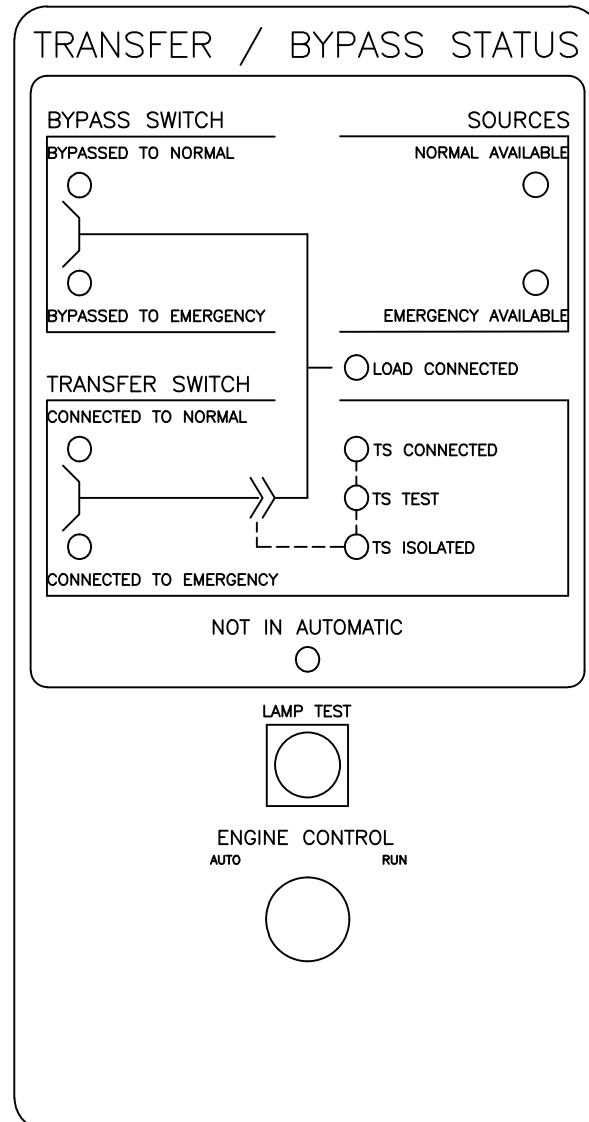 TRANSFER / BYPASS STATUS
BYPASS SWITCH
SOURCES
BYPASSED TO NORMAL
NORMAL AVAILABLE
BYPASSED TO EMERGENCY
EMERGENCY AVAILABLE
LOAD CONNECTED
TRANSFER SWITCH
CONNECTED TO NORMAL
TS CONNECTED
TS TEST
TS ISOLATED
CONNECTED TO EMERGENCY
NOT IN AUTOMATIC
LAMP TEST
ENGINE CONTROL
AUTO
RUN